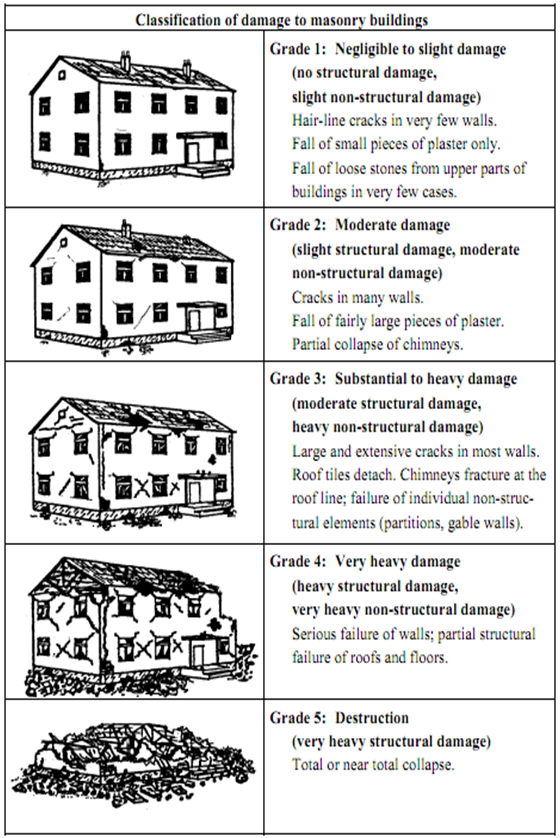 Classification of damage to masonry buildings
Grade 1: Negligible to slight damage
(no structural damage,
slight non-structural damage)
Hair-line cracks in very few walls.
Fall of small pieces of plaster only.
Fall of loose stones from upper parts of
buildings in very few cases.
Grade 2: Moderate damage
(slight structural damage, moderate
non-structural damage)
Cracks in many walls.
Fall of fairly large pieces of plaster.
Partial collapse of chimneys.
Grade 3: Substantial to heavy damage
(moderate structural damage,
heavy non-structural damage)
Large and extensive cracks in most walls.
Roof tiles detach. Chimneys fracture at the
roof line; failure of individual non-struc-
tural elements (partitions, gable walls).
Grade 4: Very heavy damage
(heavy structural damage,
very heavy non-structural damage)
Serious failure of walls; partial structural
failure of roofs and floors.
Grade 5: Destruction
(very heavy structural damage)
Total or near total collapse.